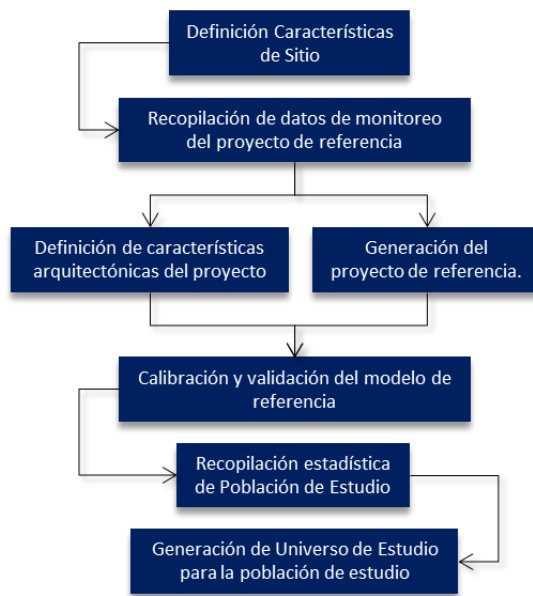 Definición Características
de Sitio
Recopilación de datos de monitoreo
del proyecto de referencia
Definición de características
arquitectónicas del proyecto
Generación del
proyecto de referencia.
Calibración y validación del modelo de
referencia
Recopilación estadística
de Población de Estudio
Generación de Universo de Estudio
para la población de estudio